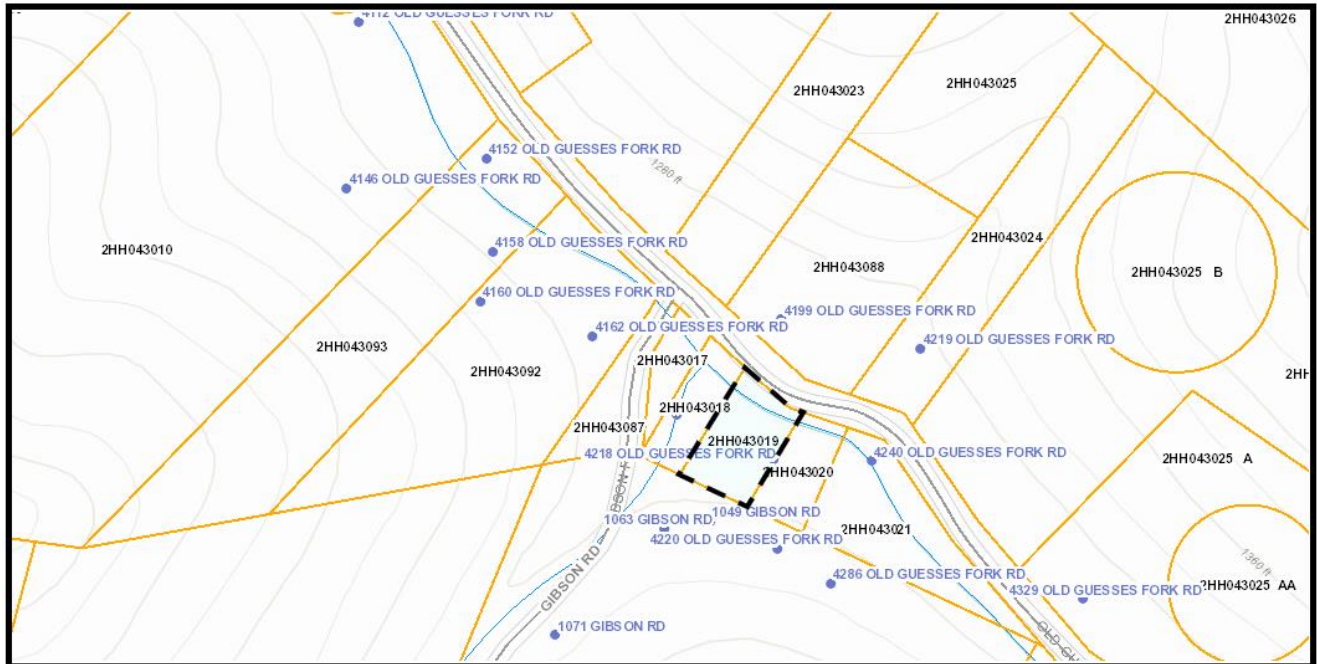 4112 OLD GUESSES FORK RD
2HH043026
2HH043023
2HH043025
4152 OLD GUESSES FORK RD
1280 ft
4146 OLD GUESSES FORK RD
2HH043010
4158 OLD GUESSES FORK RD
2HH043024
2HH043088
2HH043025 B
4160 OLD GUESSES FORK RD
4199 OLD GUESSES FORK RD
4162 OLD GUESSES FORK RD
4219 OLD GUESSES FORK RD
2HH043093
2HH043017
2HH043092
2HH
2HH043018
2HH043087
2HH043019
4218 OLD GUESSES FORK RD
4240 OLD GUESSES FORK RD
2HH043025 A
2HH043020
1049 GIBSON RD
1063 GIBSON RD
2HH043021
4220 OLD GUESSES FORK RD
1360 ft
4286 OLD GUESSES FORK RD
4329 OLD GUESSES FORK RD
2HH043025 AA
GIBSON RD
1071 GIBSON RD
OLD